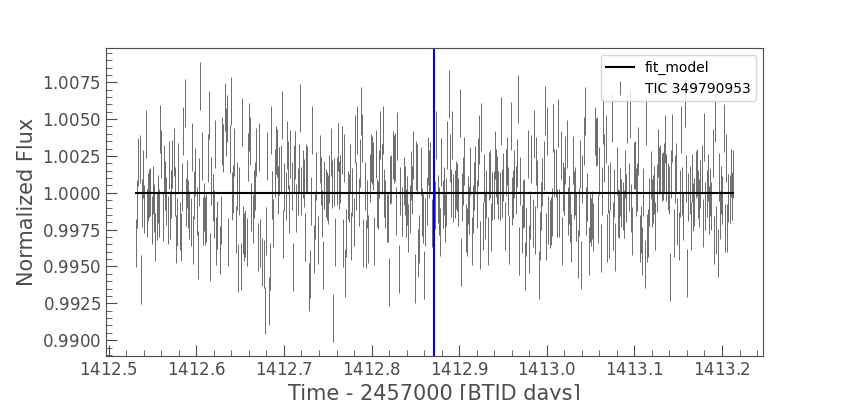 fit_model
TIC 349790953
1.0075
1.0050
1.0025
1.0000
0.9975
0.9950
0.9925
0.9900
Normalized Flux
1412.5 1412.6 1412.7 1412.8 1412.9 1413.0 1413.1 1413.2
Time - 2457000 [BTJD days]